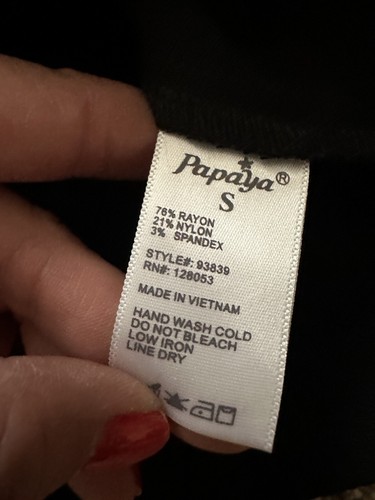 Papaya®
S
76% RAYON
21% NYLON
3% SPANDEX
STYLE#: 93839
RN#: 128053
MADE IN VIETNAM
HAND WASH COLD
DO NOT BLEACH
LOW IRON
LINE DRY